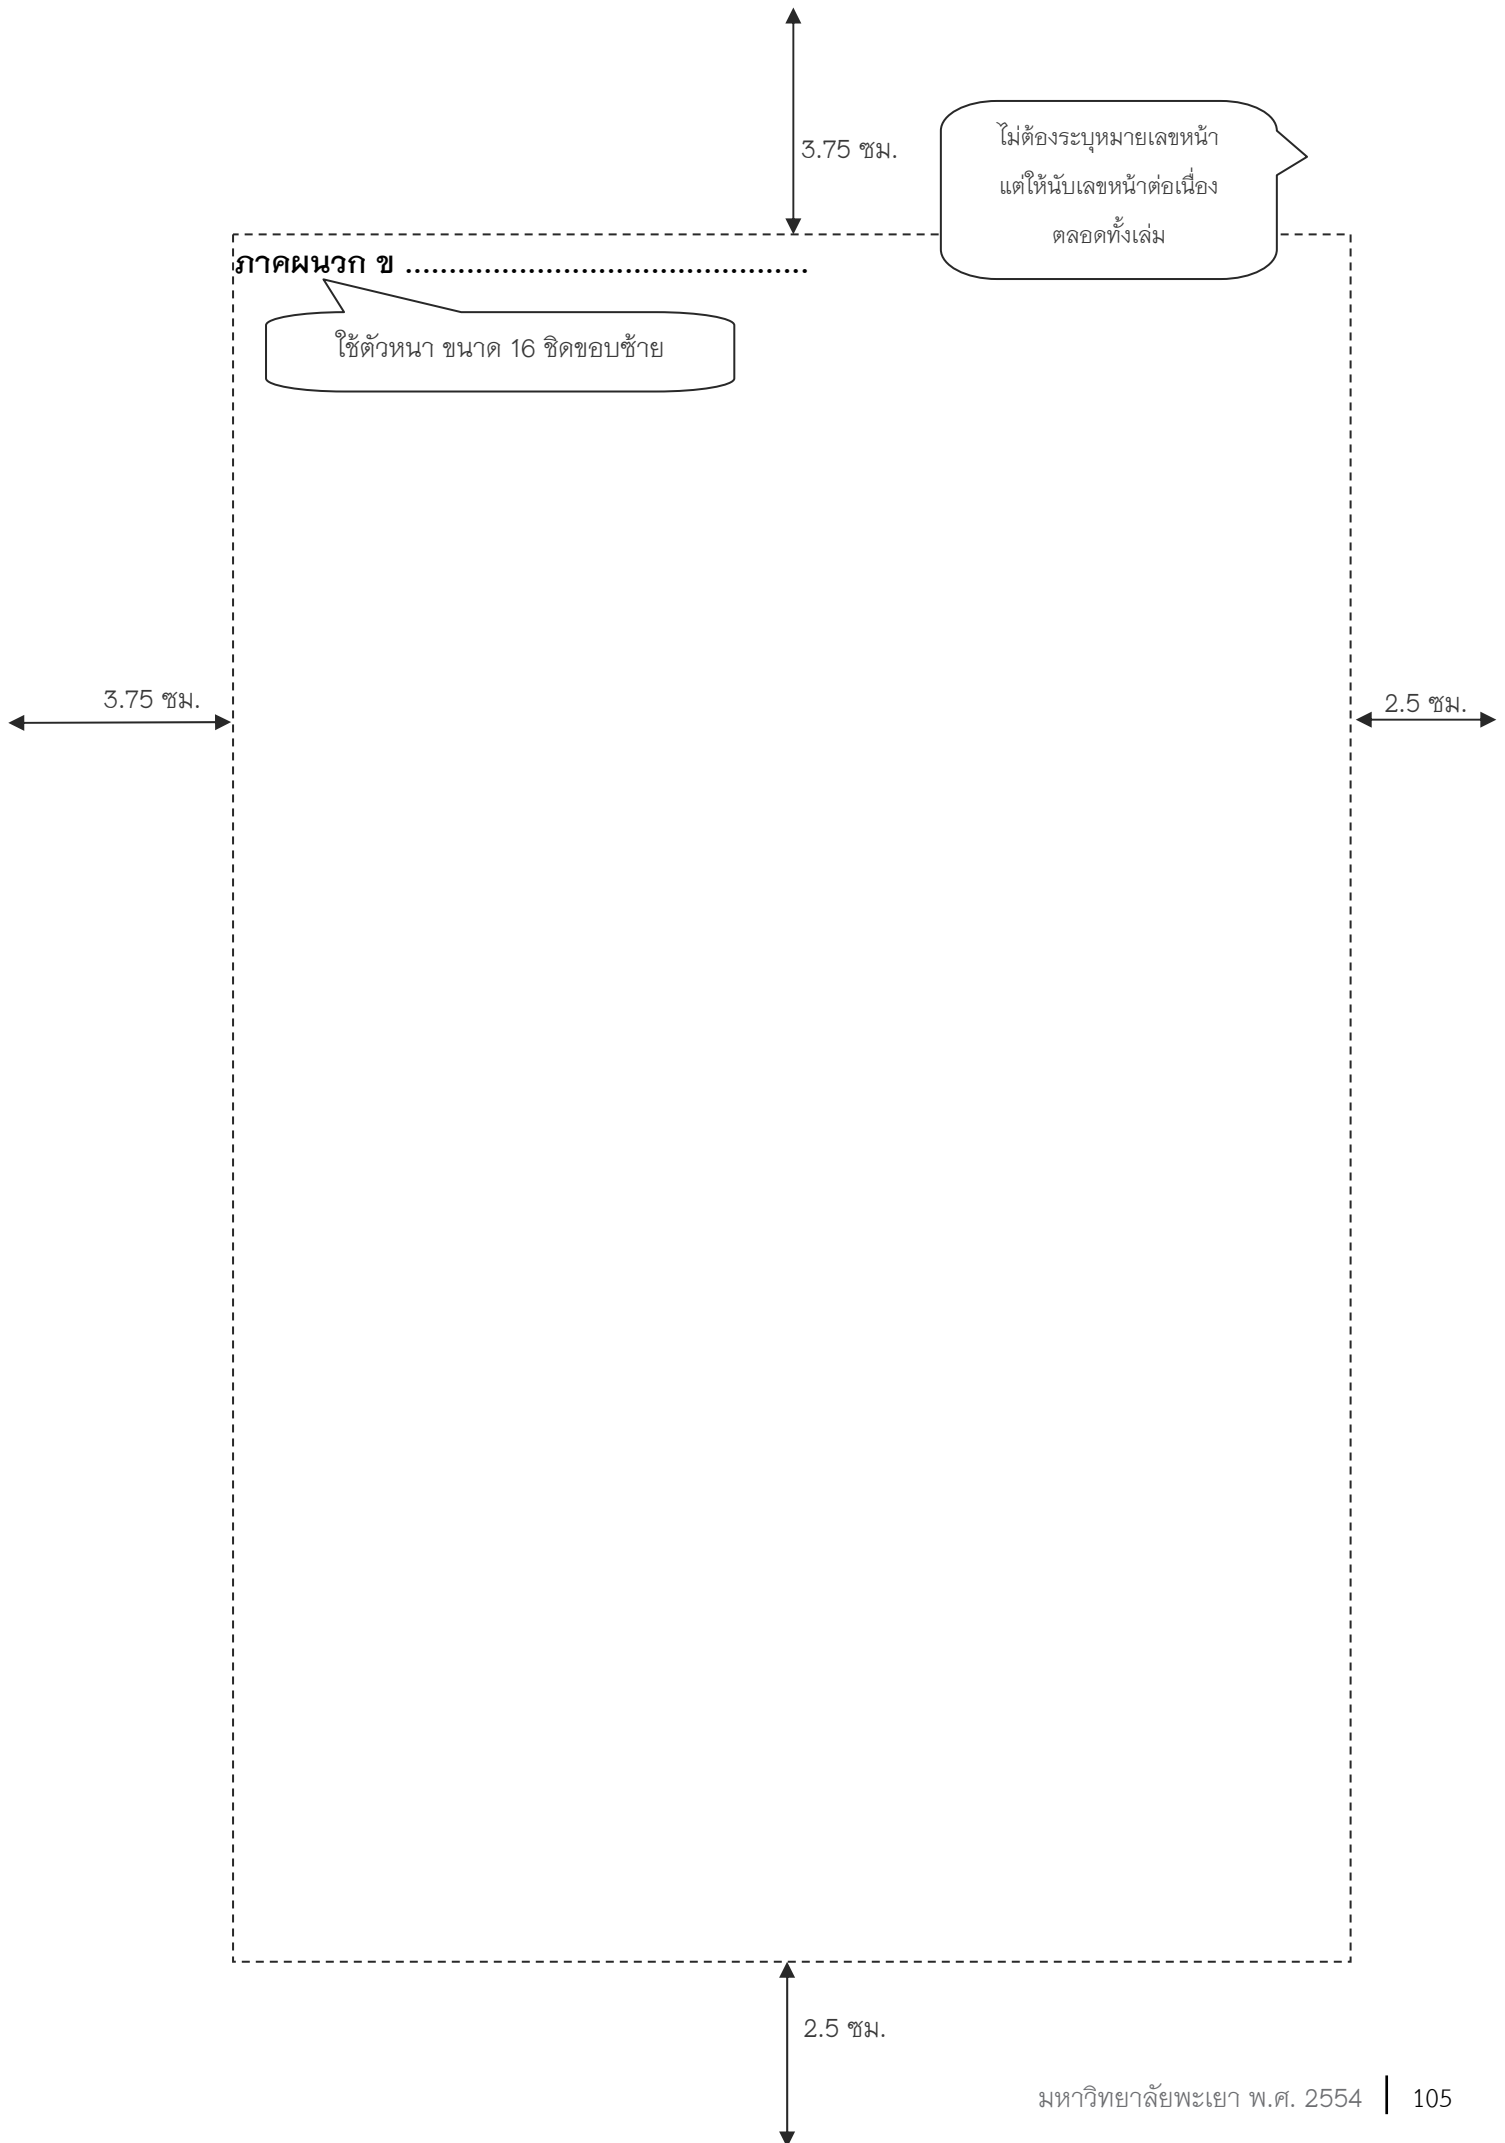 3.75 ซม.
ไม่ต้องระบุหมายเลขหน้า
แต่ให้นับเลขหน้าต่อเนื่อง
ตลอดทั้งเล่ม
ภาคผนวก ข ..............................................
ใช้ตัวหนา ขนาด 16 ชิดขอบซ้าย
3.75 ซม.
2.5 ซม.
2.5 ซม.
มหาวิทยาลัยพะเยา พ.ศ. 2554 | 105